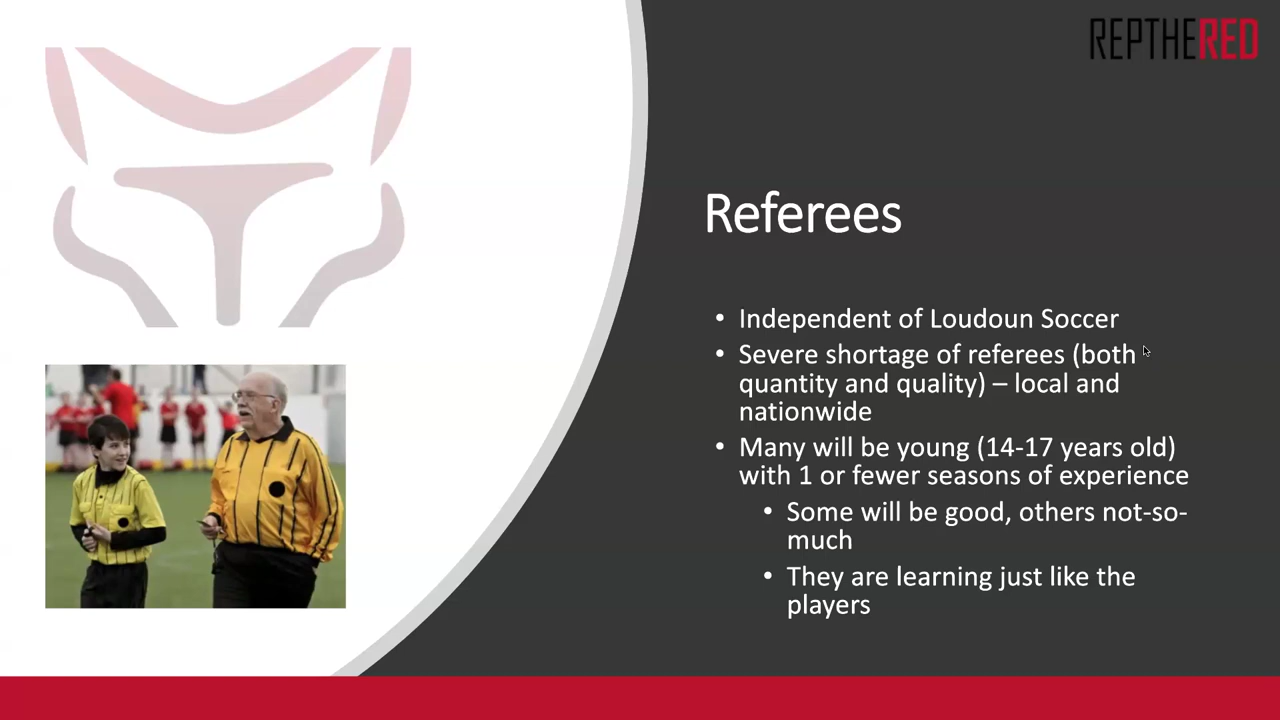 REPTHERED
Referees
• Independent of Loudoun Soccer
• Severe shortage of referees (both
quantity and quality) – local and
nationwide
• Many will be young (14-17 years old)
with 1 or fewer seasons of experience
• Some will be good, others not-so-
much
• They are learning just like the
players